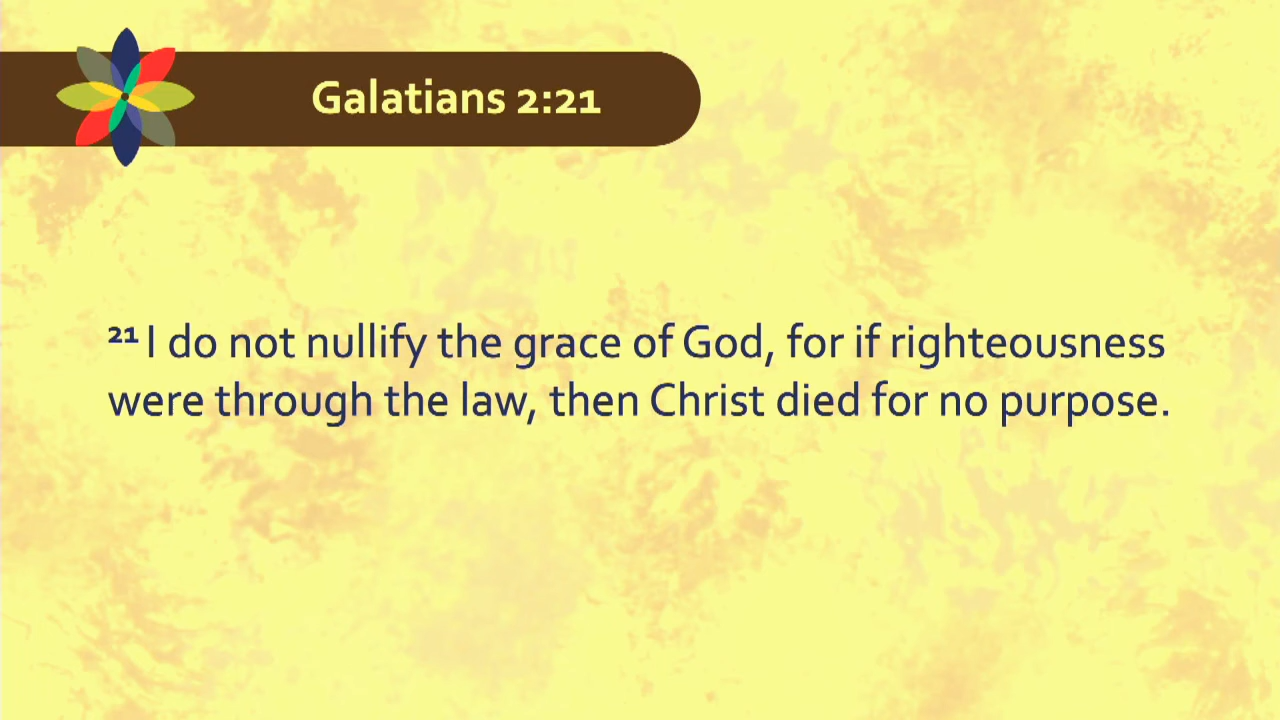 Galatians 2:21
21 I do not nullify the grace of God, for if righteousness
were through the law, then Christ died for no purpose.